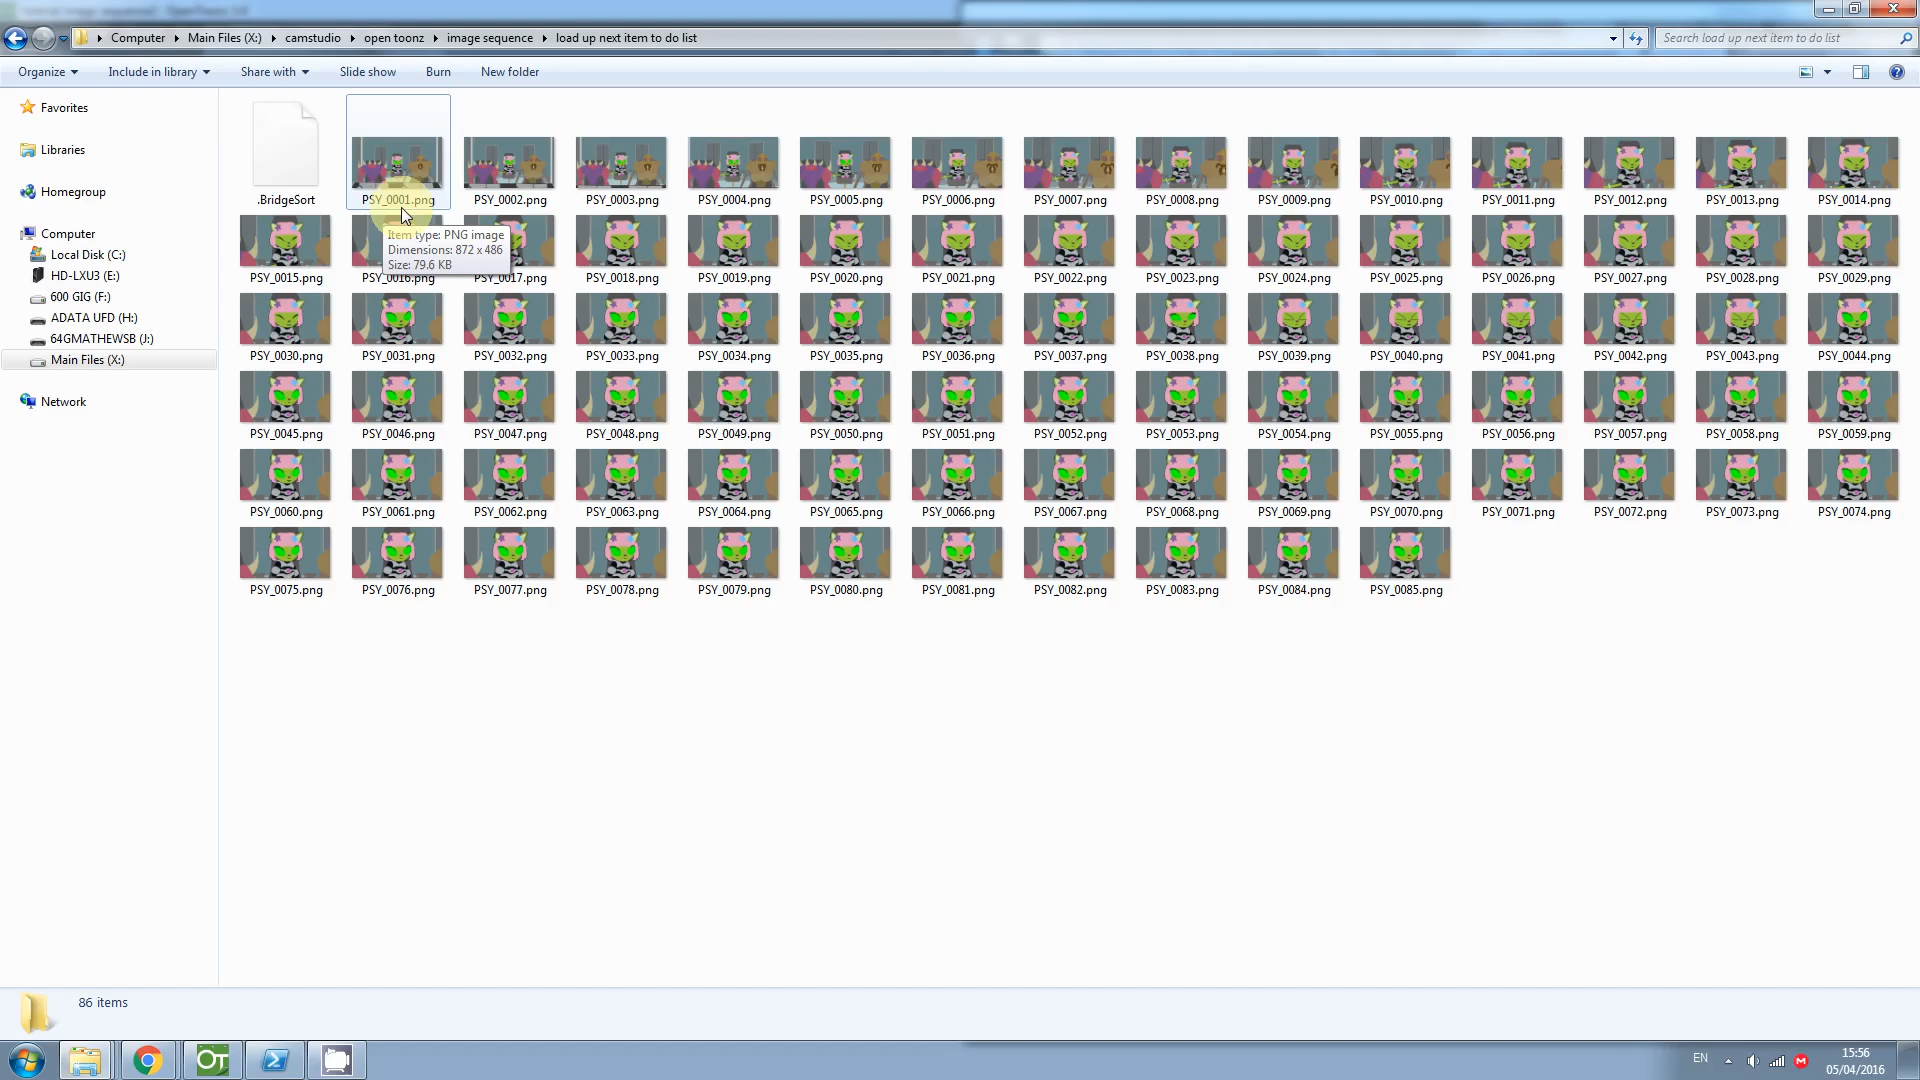 Computer Main Files (X:) camstudio open toonz image sequence load up next item to do list
Search load up next item to do list
Organize Include in library Share with Slide show Burn New folder
Favorites
Libraries
Homegroup
Computer
Local Disk (C:)
HD-LXU3 (E:)
600 GIG (F:)
ADATA UFD (H:)
64GMATHEWSB (J:)
Main Files (X:)
Network
.BridgeSort PSY_0001.png PSY_0002.png PSY_0003.png PSY_0004.png PSY_0005.png PSY_0006.png PSY_0007.png PSY_0008.png PSY_0009.png PSY_0010.png PSY_0011.png PSY_0012.png PSY_0013.png PSY_0014.png
Item type: PNG image
Dimensions: 872 x 486
Size: 79.6 KB
PSY_0015.png PSY_0016.png PSY_0017.png PSY_0018.png PSY_0019.png PSY_0020.png PSY_0021.png PSY_0022.png PSY_0023.png PSY_0024.png PSY_0025.png PSY_0026.png PSY_0027.png PSY_0028.png PSY_0029.png
PSY_0030.png PSY_0031.png PSY_0032.png PSY_0033.png PSY_0034.png PSY_0035.png PSY_0036.png PSY_0037.png PSY_0038.png PSY_0039.png PSY_0040.png PSY_0041.png PSY_0042.png PSY_0043.png PSY_0044.png
PSY_0045.png PSY_0046.png PSY_0047.png PSY_0048.png PSY_0049.png PSY_0050.png PSY_0051.png PSY_0052.png PSY_0053.png PSY_0054.png PSY_0055.png PSY_0056.png PSY_0057.png PSY_0058.png PSY_0059.png
PSY_0060.png PSY_0061.png PSY_0062.png PSY_0063.png PSY_0064.png PSY_0065.png PSY_0066.png PSY_0067.png PSY_0068.png PSY_0069.png PSY_0070.png PSY_0071.png PSY_0072.png PSY_0073.png PSY_0074.png
PSY_0075.png PSY_0076.png PSY_0077.png PSY_0078.png PSY_0079.png PSY_0080.png PSY_0081.png PSY_0082.png PSY_0083.png PSY_0084.png PSY_0085.png
86 items
OT
EN
M
15:56
05/04/2016